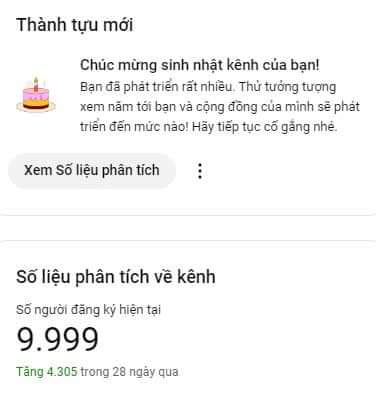 Thành tựu mới
Chúc mừng sinh nhật kênh của bạn!
Bạn đã phát triển rất nhiều. Thử tưởng tượng
xem năm tới bạn và cộng đồng của mình sẽ phát
triển đến mức nào! Hãy tiếp tục cố gắng nhé.
Xem Số liệu phân tích
Số liệu phân tích về kênh
Số người đăng ký hiện tại
9.999
Tăng 4.305 trong 28 ngày qua